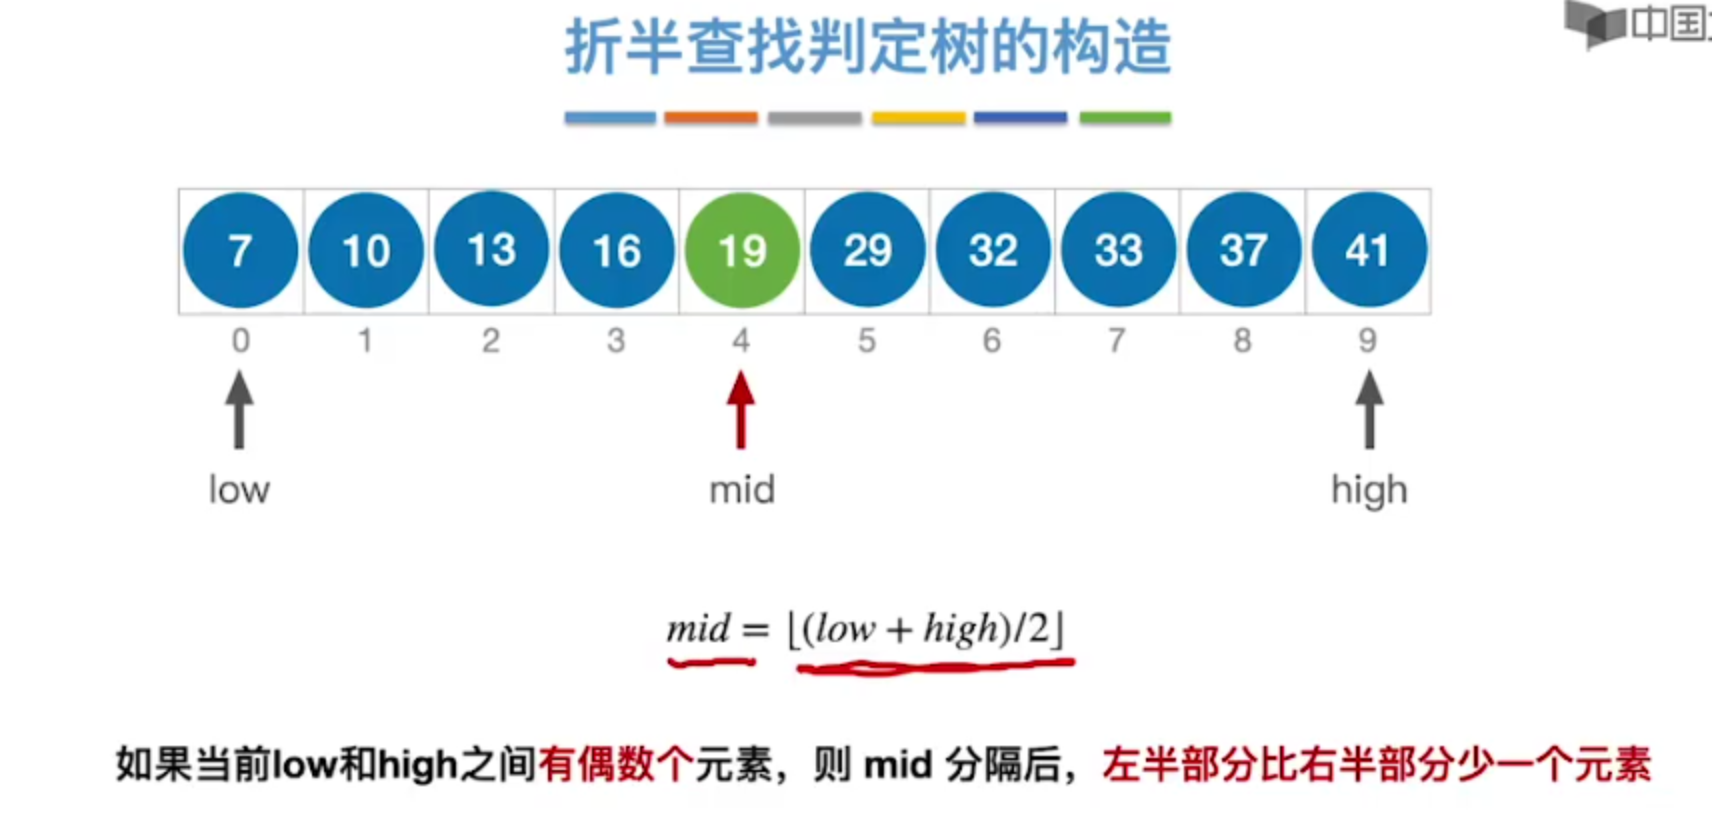 折半查找判定树的构造
中国
7 10 13 16 19 29 32 33 37 41
0 1 2 3 4 5 6 7 8 9
low mid high
mid = ⌊(low + high)/2⌋
如果当前low和high之间有偶数个元素，则 mid 分隔后，左半部分比右半部分少一个元素